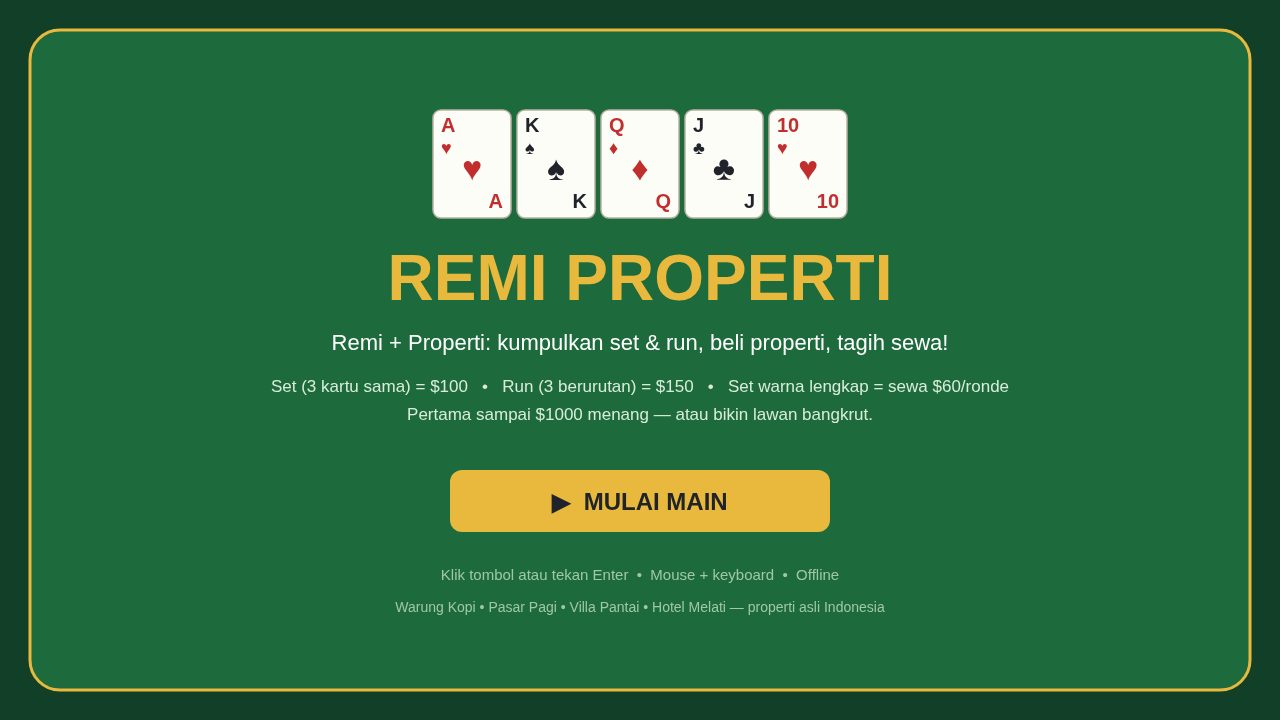 A K Q J 10
♥ ♠ ♦ ♣ ♥
♥ ♠ ♦ ♣ ♥
A K Q J 10
REMI PROPERTI
Remi + Properti: kumpulkan set & run, beli properti, tagih sewa!
Set (3 kartu sama) = $100 • Run (3 berurutan) = $150 • Set warna lengkap = sewa $60/ronde
Pertama sampai $1000 menang — atau bikin lawan bangkrut.
▶ MULAI MAIN
Klik tombol atau tekan Enter • Mouse + keyboard • Offline
Warung Kopi • Pasar Pagi • Villa Pantai • Hotel Melati — properti asli Indonesia